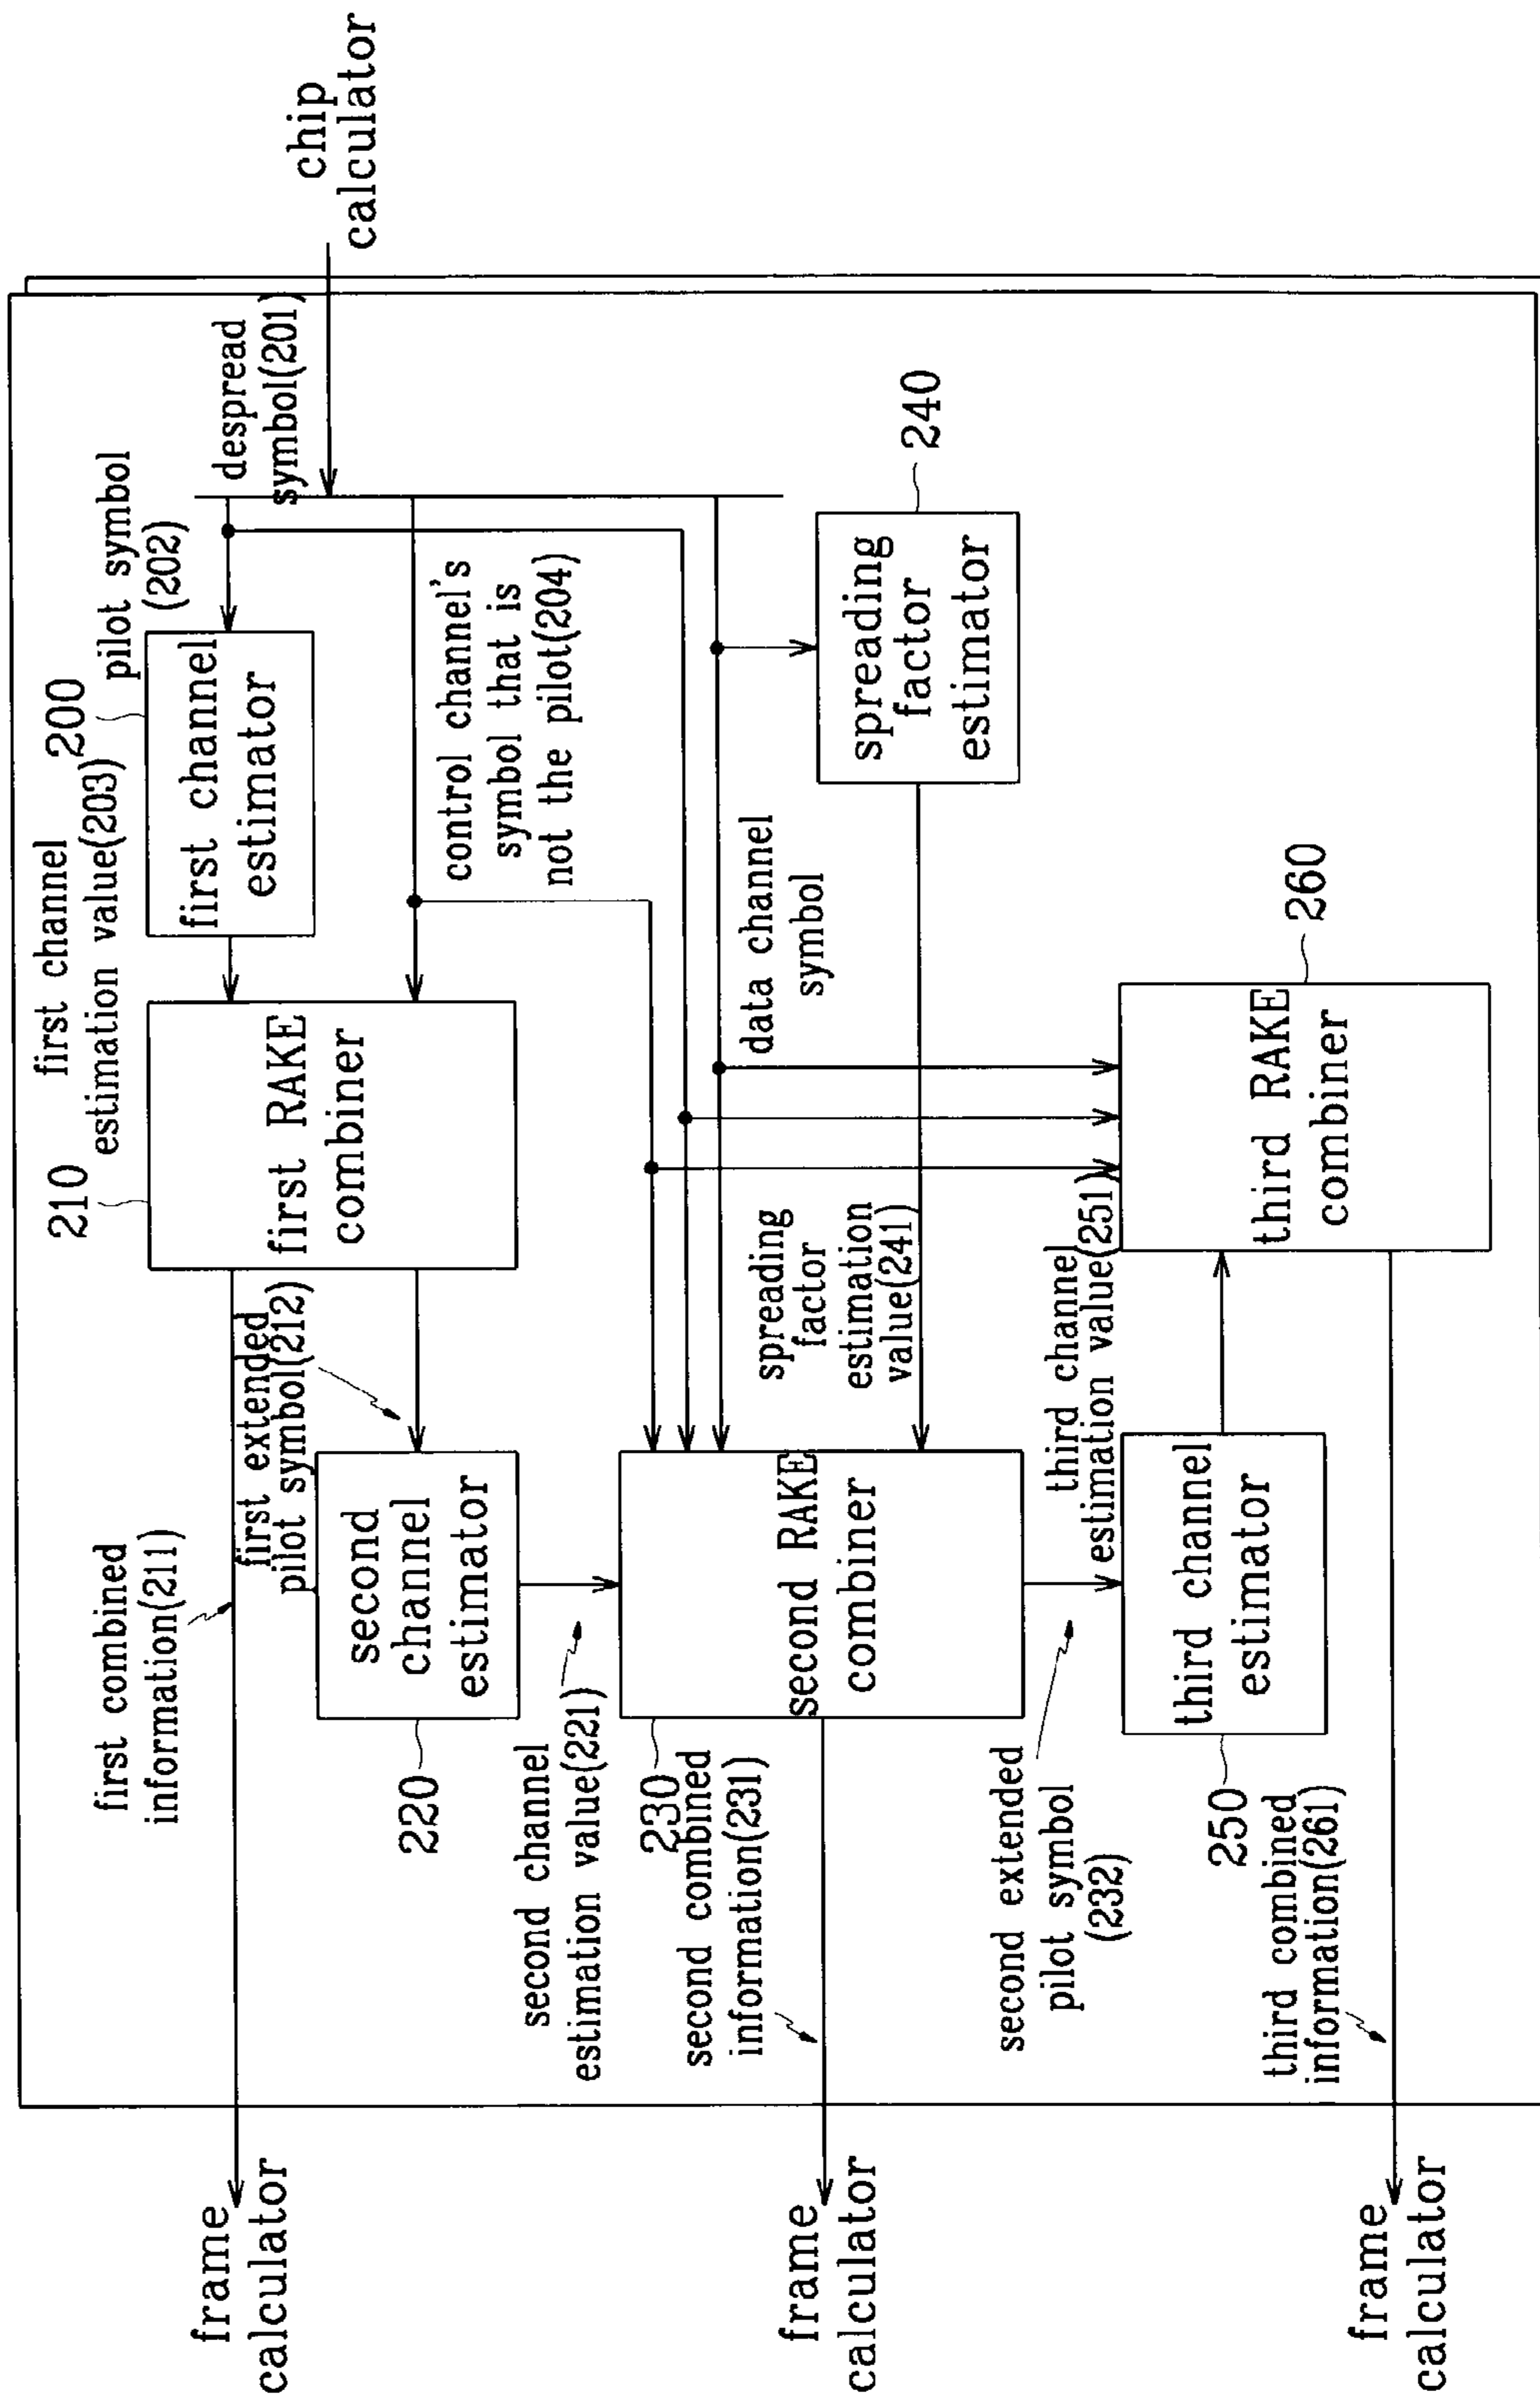 chip
calculator
despread
symbol(201)
pilot symbol
(202)
200
first channel
estimator
first channel
estimation value(203)
control channel's
symbol that is
not the pilot(204)
240
spreading
factor
estimator
data channel
symbol
210
first RAKE
combiner
260
third RAKE
combiner
first extended
pilot symbol(212)
spreading
factor
estimation
value(241)
third channel
estimation value(251)
first combined
information(211)
second
channel
estimator
220
second channel
estimation value(221)
second RAKE
combiner
230
second combined
information(231)
second extended
pilot symbol
(232)
third channel
estimator
250
third combined
information(261)
frame
calculator
frame
calculator
frame
calculator